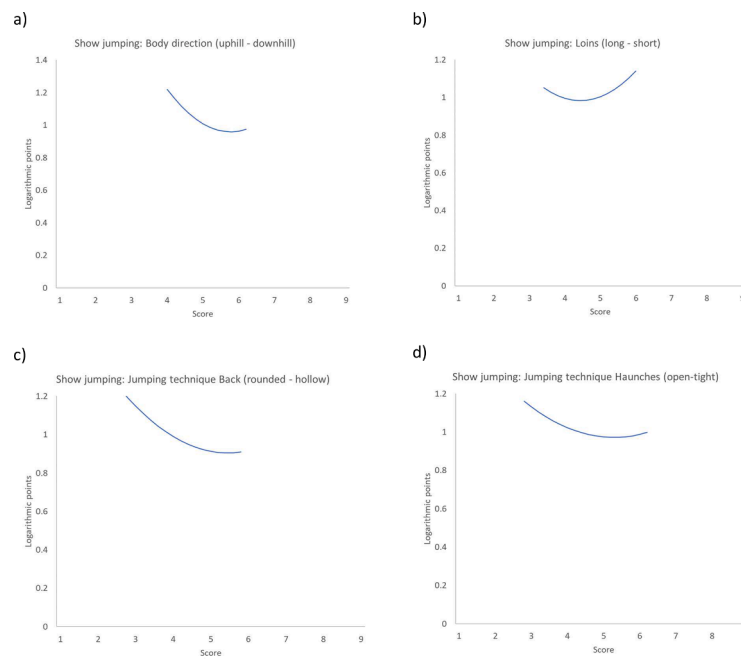 a)
Show jumping: Body direction (uphill - downhill)
1.4
1.2
1
0.8
0.6
0.4
0.2
0
Logarithmic points
1 2 3 4 5 6 7 8 9
Score
b)
Show jumping: Loins (long - short)
1.2
1
0.8
0.6
0.4
0.2
0
Logarithmic points
1 2 3 4 5 6 7 8 9
Score
c)
Show jumping: Jumping technique Back (rounded - hollow)
1.2
1
0.8
0.6
0.4
0.2
0
Logarithmic points
1 2 3 4 5 6 7 8 9
Score
d)
Show jumping: Jumping technique Haunches (open-tight)
1.2
1
0.8
0.6
0.4
0.2
0
Logarithmic points
1 2 3 4 5 6 7 8 9
Score